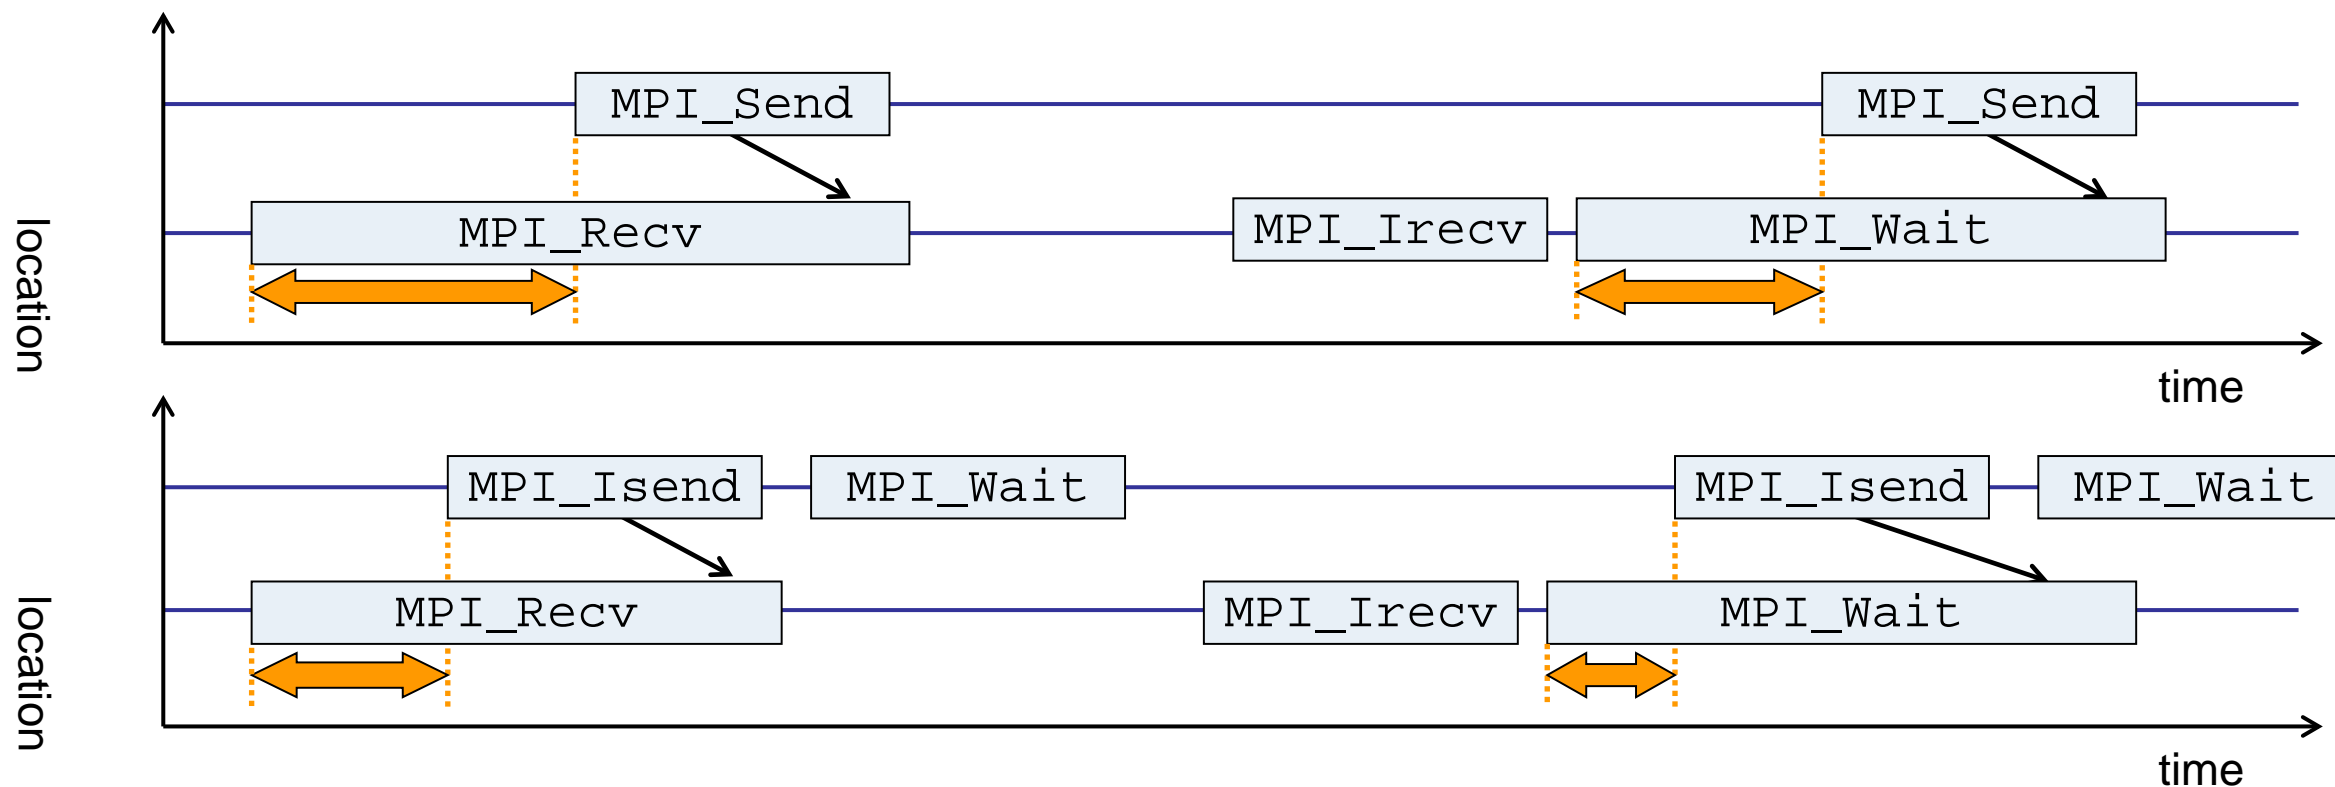 MPI_Send
MPI_Send
location
MPI_Recv
MPI_Irecv
MPI_Wait
time
MPI_Isend
MPI_Wait
MPI_Isend
MPI_Wait
location
MPI_Recv
MPI_Irecv
MPI_Wait
time